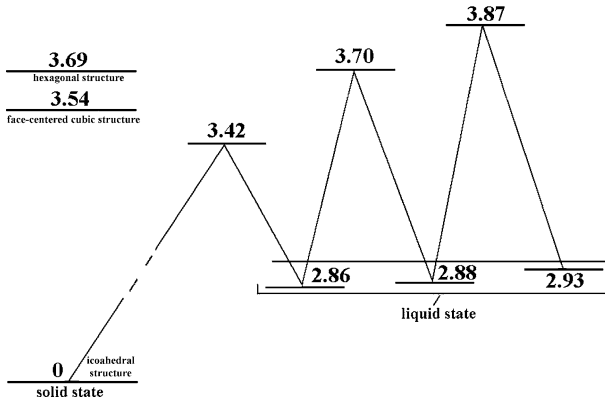 3.87
3.70
3.69
hexagonal structure
3.54
face-centered cubic structure
3.42
2.86
2.88
2.93
liquid state
0
icoahedral
structure
solid state